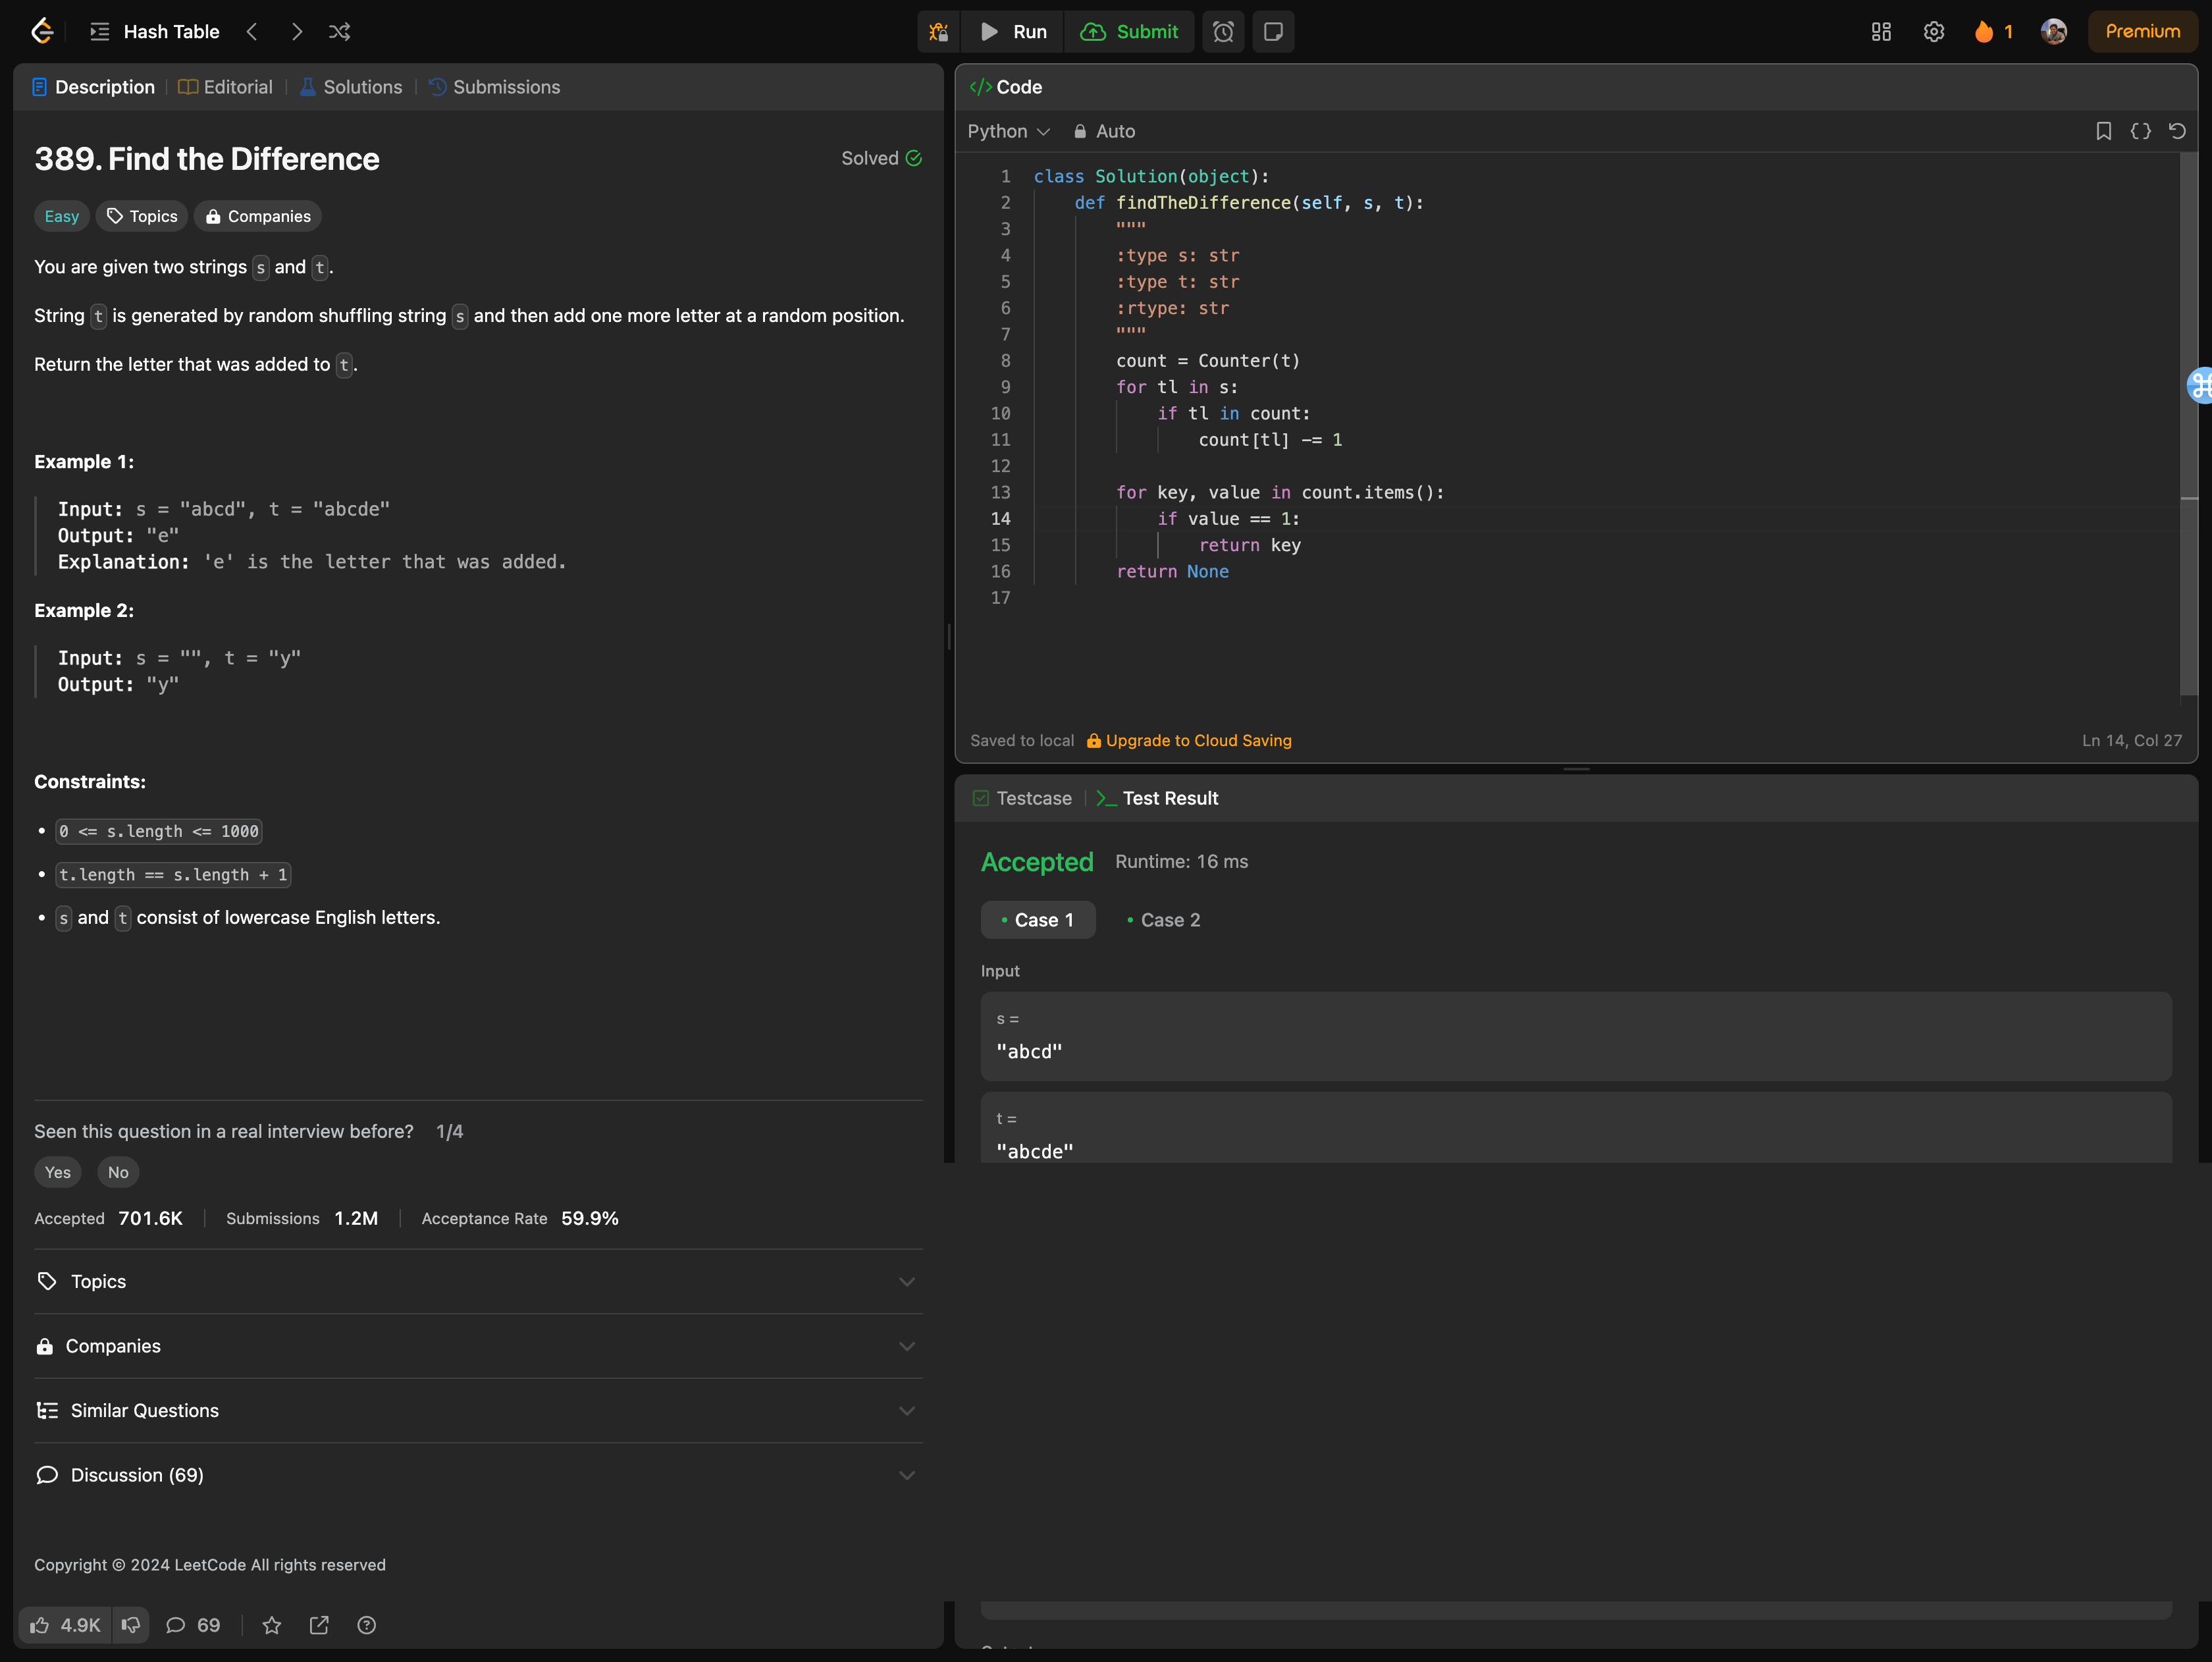 Hash Table
Run
Submit
1
Premium
Description
Editorial
Solutions
Submissions
389. Find the Difference
Solved
Easy
Topics
Companies
You are given two strings s and t.
String t is generated by random shuffling string s and then add one more letter at a random position.
Return the letter that was added to t.
Example 1:
Input: s = "abcd", t = "abcde"
Output: "e"
Explanation: 'e' is the letter that was added.
Example 2:
Input: s = "", t = "y"
Output: "y"
Constraints:
• 0 <= s.length <= 1000
• t.length == s.length + 1
• s and t consist of lowercase English letters.
Seen this question in a real interview before? 1/4
Yes
No
Accepted 701.6K
Submissions 1.2M
Acceptance Rate 59.9%
Topics
Companies
Similar Questions
Discussion (69)
Copyright © 2024 LeetCode All rights reserved
4.9K
69
</> Code
Python
Auto
1 class Solution(object):
2 def findTheDifference(self, s, t):
3 """
4 :type s: str
5 :type t: str
6 :rtype: str
7 """
8 count = Counter(t)
9 for tl in s:
10 if tl in count:
11 count[tl] -= 1
12
13 for key, value in count.items():
14 if value == 1:
15 return key
16 return None
17
Saved to local
Upgrade to Cloud Saving
Ln 14, Col 27
Testcase
Test Result
Accepted
Runtime: 16 ms
• Case 1
• Case 2
Input
s =
"abcd"
t =
"abcde"